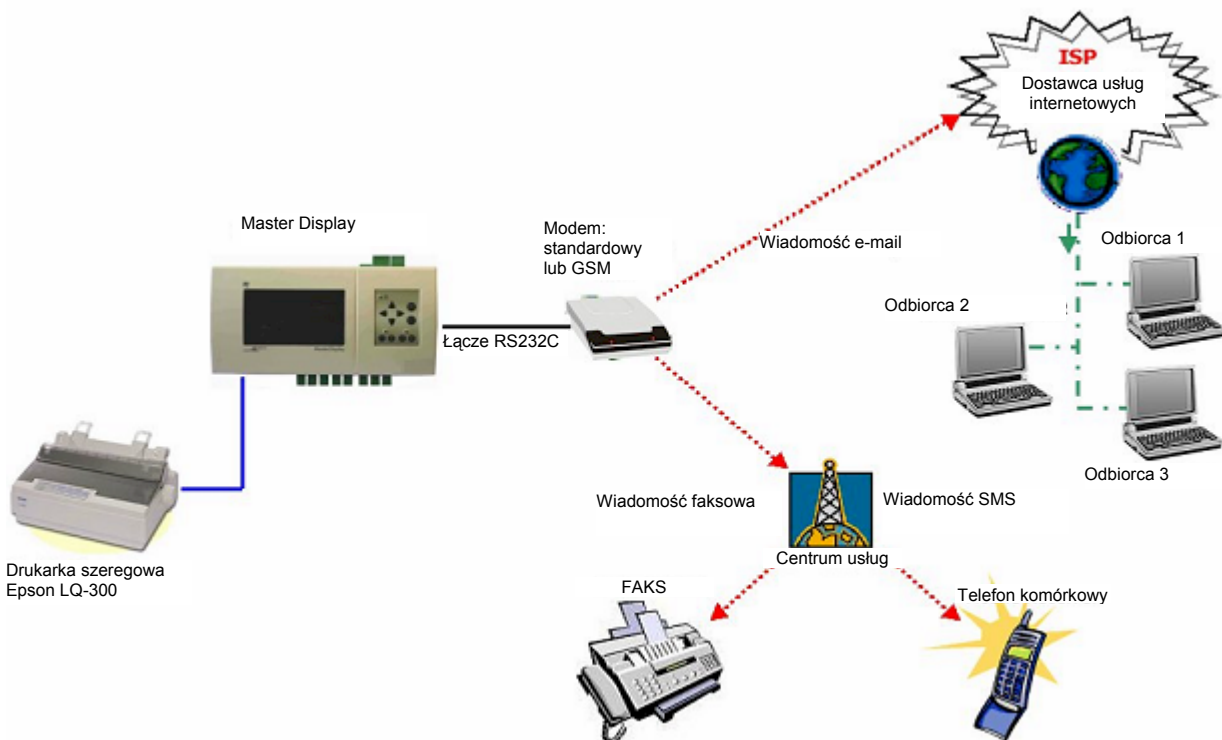 ISP
Dostawca usług
internetowych
Master Display
Modem:
standardowy
lub GSM
Wiadomość e-mail
Odbiorca 1
Odbiorca 2
Łącze RS232C
Odbiorca 3
Wiadomość faksowa
Wiadomość SMS
Centrum usług
Drukarka szeregowa
Epson LQ-300
FAKS
Telefon komórkowy